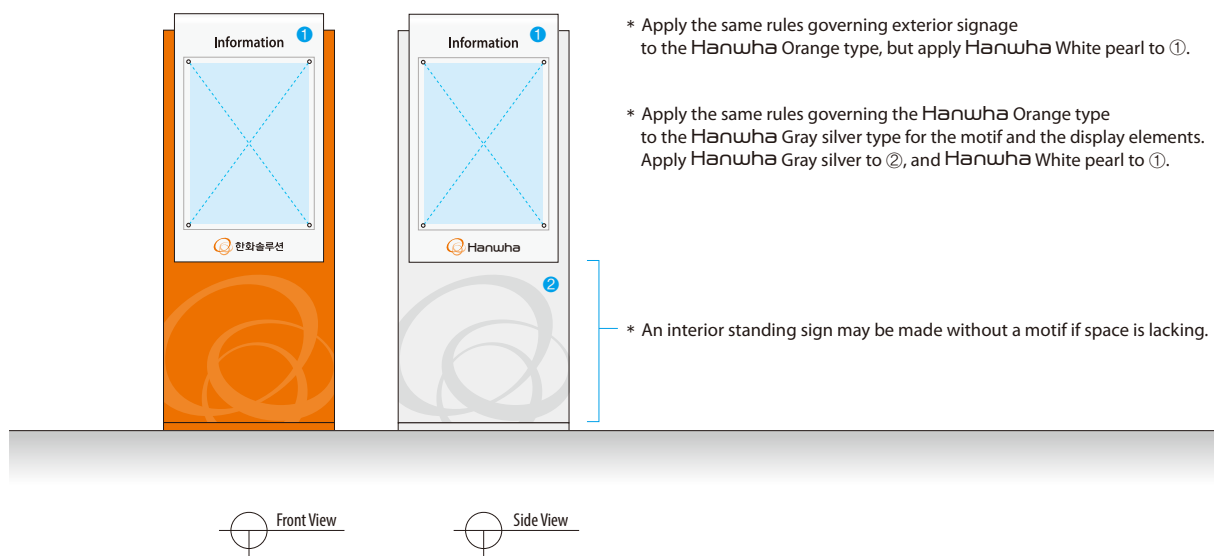 Information ❶
한화솔루션
Information ❶
Hanwha
❷
* Apply the same rules governing exterior signage
to the Hanwha Orange type, but apply Hanwha White pearl to ①.
* Apply the same rules governing the Hanwha Orange type
to the Hanwha Gray silver type for the motif and the display elements.
Apply Hanwha Gray silver to ②, and Hanwha White pearl to ①.
* An interior standing sign may be made without a motif if space is lacking.
Front View
Side View